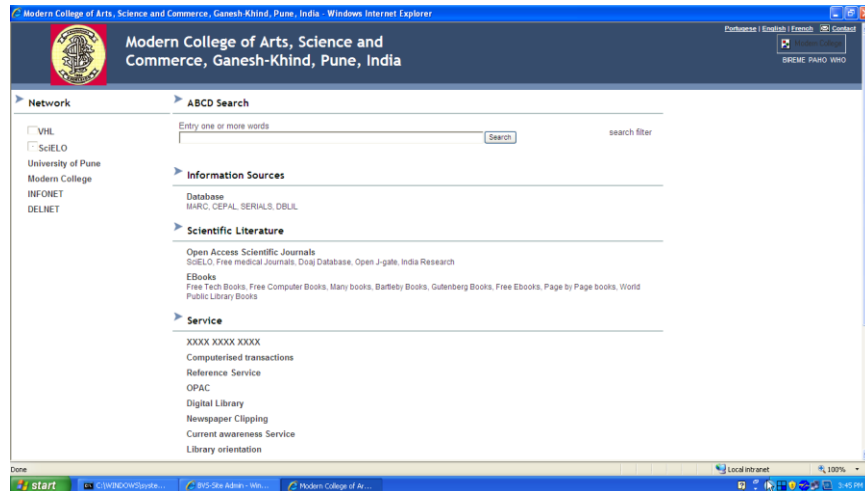 Modern College of Arts, Science and Commerce, Ganesh-Khind, Pune, India - Windows Internet Explorer
Portugese | English | French Contact
Modern College of Arts, Science and
Commerce, Ganesh-Khind, Pune, India
Modern College
BIREME PAHO WHO
Network
VHL
SciELO
University of Pune
Modern College
INFONET
DELNET
ABCD Search
Entry one or more words
Search
search filter
Information Sources
Database
MARC, CEPAL, SERIALS, DBLIL
Scientific Literature
Open Access Scientific Journals
SciELO, Free medical Journals, Doaj Database, Open J-gate, India Research
EBooks
Free Tech Books, Free Computer Books, Many books, Bartleby Books, Gutenberg Books, Free Ebooks, Page by Page books, World
Public Library Books
Service
XXXX XXXX XXXX
Computerised transactions
Reference Service
OPAC
Digital Library
Newspaper Clipping
Current awareness Service
Library orientation
Done
Local intranet
100%
start
C:\WINDOWS\syste...
BVS-Site Admin - Win...
Modern College of Ar...
3:45 PM